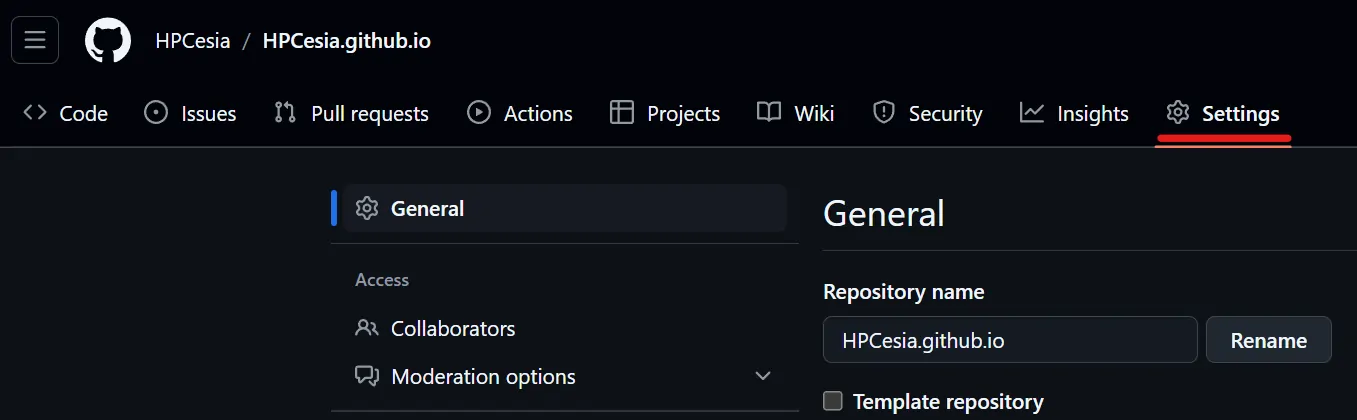 HPCesia / HPCesia.github.io
Code Issues Pull requests Actions Projects Wiki Security Insights Settings
General
General
Access
Repository name
Collaborators
HPCesia.github.io Rename
Moderation options
Template repository